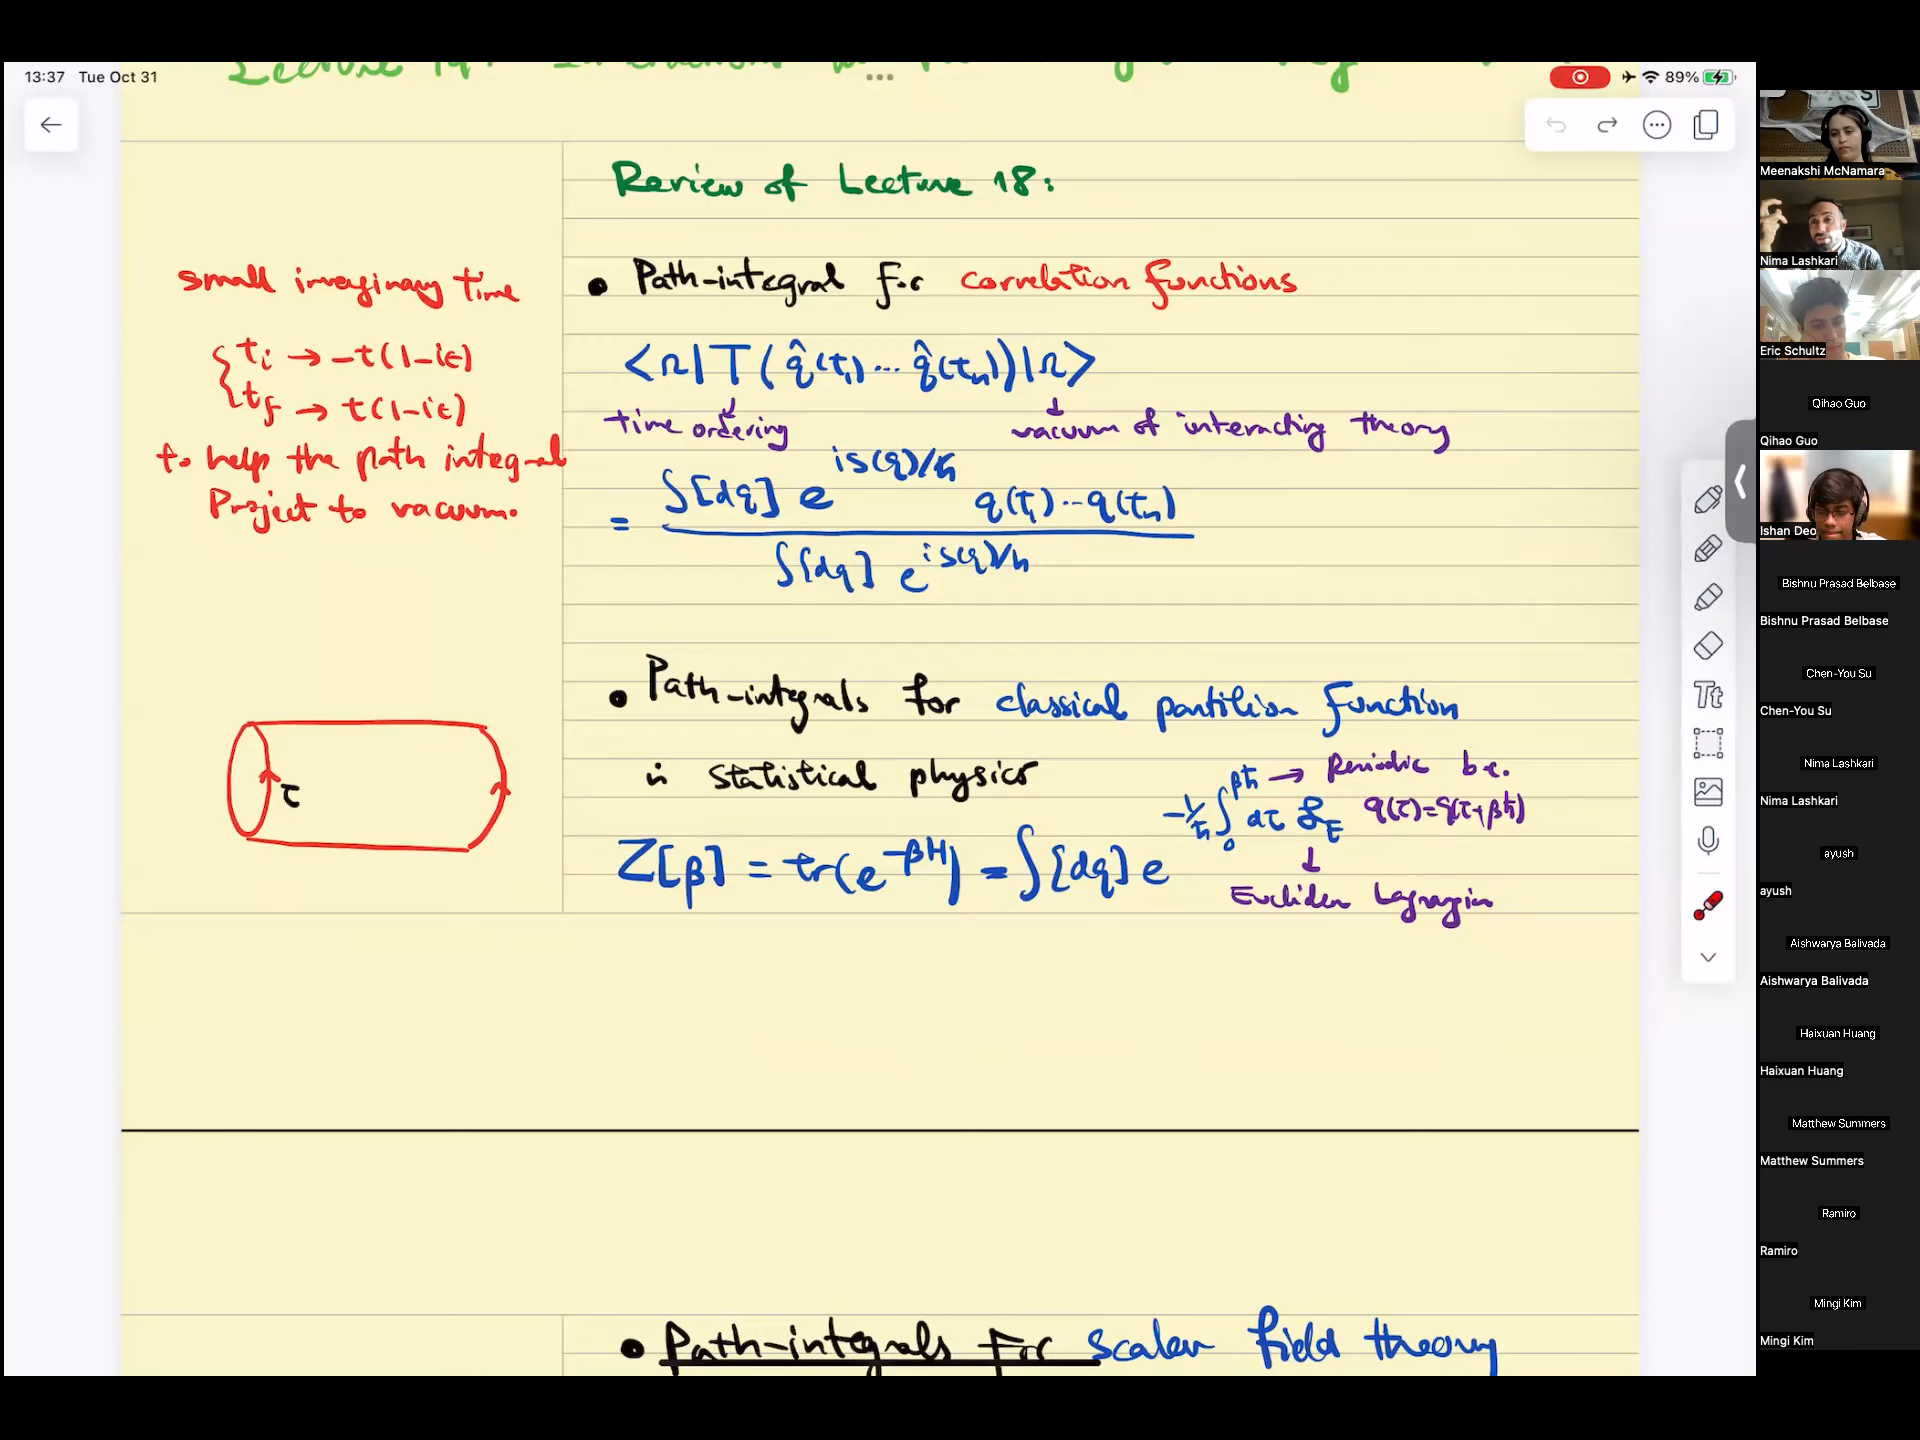 13:37 Tue Oct 31
89%
Review of Lecture 18:
• Path-integral for correlation functions
<Ω|T(q̂(t₁)...q̂(tₙ))|Ω>
time ordering
vacuum of interacting theory
= ∫[dq] e^{iS(q)/ħ} q(t₁)...q(tₙ)
∫[dq] e^{iS(q)/ħ}
small imaginary time
{ tᵢ → -t(1-iε)
t_f → t(1-iε)
to help the path integral
Project to vacuum.
• Path-integrals for classical partition function
in statistical physics
Z[β] = tr(e^{-βH}) = ∫[dq] e^{-1/ħ ∫₀^{βħ} dτ ℒ_E}
→ Periodic b.c.
q(τ)=q(τ+βħ)
↓
Euclidean Lagrangian
τ
• Path-integrals for scalar field theory
Tt
Meenakshi McNamara
Nima Lashkari
Eric Schultz
Qihao Guo
Qihao Guo
Ishan Deo
Bishnu Prasad Belbase
Bishnu Prasad Belbase
Chen-You Su
Chen-You Su
Nima Lashkari
Nima Lashkari
ayush
ayush
Aishwarya Balivada
Aishwarya Balivada
Haixuan Huang
Haixuan Huang
Matthew Summers
Matthew Summers
Ramiro
Ramiro
Mingi Kim
Mingi Kim